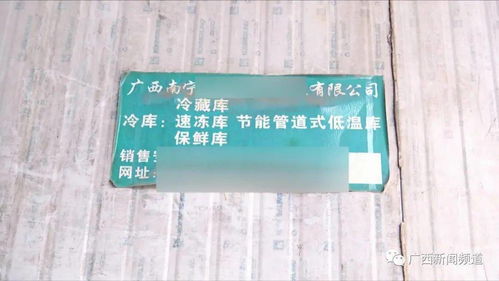 广西南宁
有限公司
冷藏库
冷库：速冻库 节能管道式低温库
保鲜库
销售
网址：
广西新闻频道